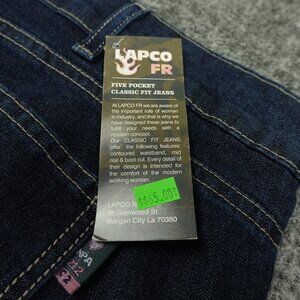 LAPCO
FR
FIVE POCKET
CLASSIC FIT JEANS
At LAPCO FR we are aware of
the important role of women
in industry, and that is why we
have designed these jeans to
fulfill your needs with a
modern concept.
Our CLASSIC FIT JEANS
offer the following features:
contoured waistband, mid
rise & boot cut. Every detail of
their design is intended for
the comfort of the modern
working woman.
$65.00
LAPCO
Glenwood St.
Morgan City La 70380
NFPA
2112